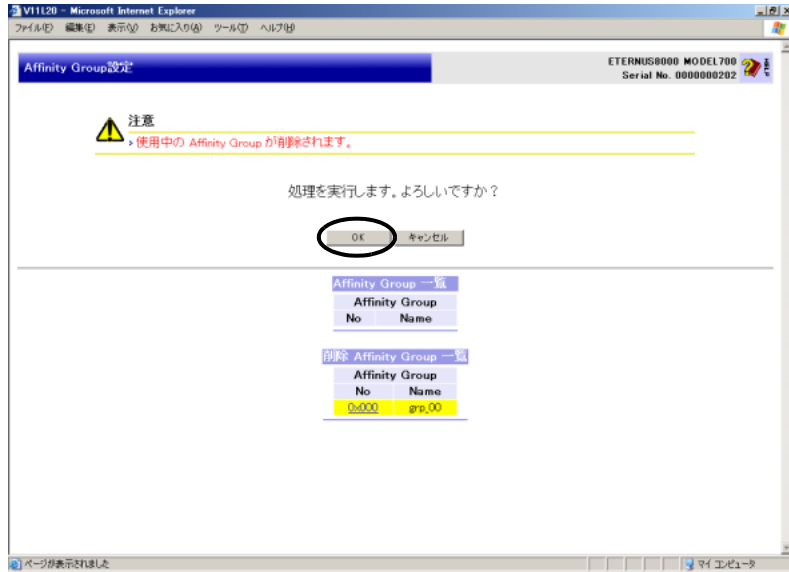 V11L20 - Microsoft Internet Explorer
ファイル(F) 編集(E) 表示(V) お気に入り(A) ツール(T) ヘルプ(H)
Affinity Group設定
ETERNUS8000 MODEL700
Serial No. 0000000202
注意
使用中の Affinity Group が削除されます。
処理を実行します。よろしいですか？
OK キャンセル
Affinity Group 一覧
Affinity Group
No Name
削除 Affinity Group 一覧
Affinity Group
No Name
0x000 grp_00
ページが表示されました マイ コンピュータ